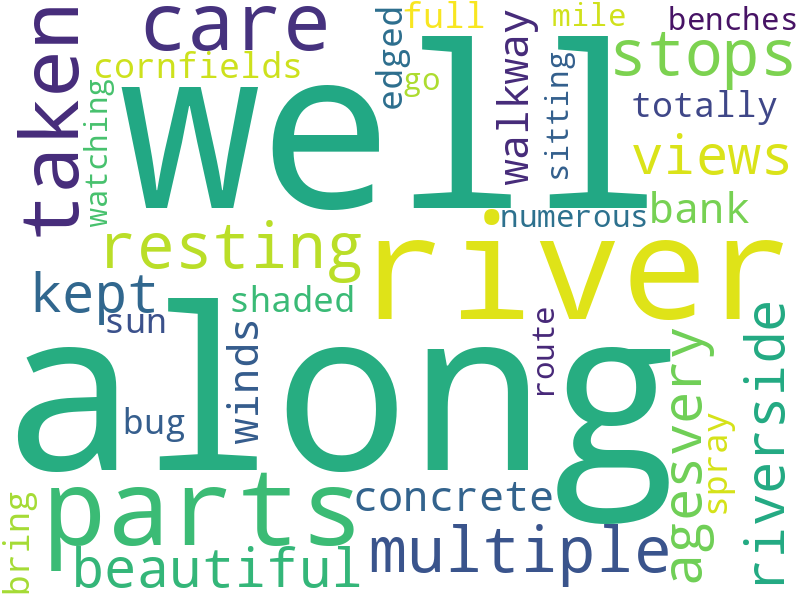 taken
care
edged
full
mile
benches
cornfields
go
walkway
sitting
stops
totally
watching
well
views
numerous
bank
resting
river
kept
sun
shaded
winds
route
along
bug
agesvery
spray
riverside
bring
parts
concrete
beautiful
multiple